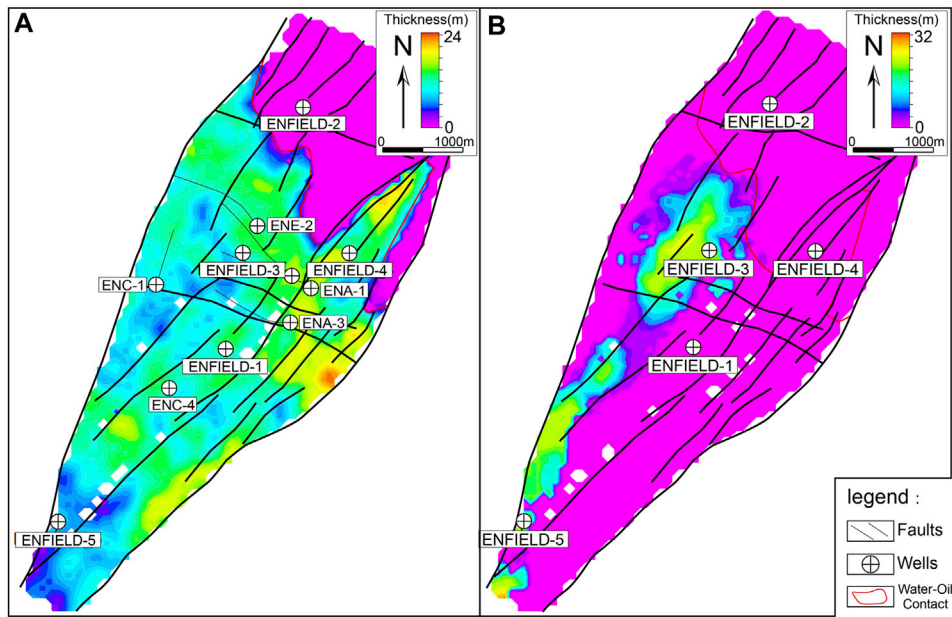 A
Thickness(m)
24
0
N
0
1000m
ENFIELD-2
ENE-2
ENFIELD-3
ENFIELD-4
ENC-1
ENA-1
ENA-3
ENFIELD-1
ENC-4
ENFIELD-5
B
Thickness(m)
32
0
N
0
1000m
ENFIELD-2
ENFIELD-3
ENFIELD-4
ENFIELD-1
ENFIELD-5
legend :
Faults
Wells
Water-Oil
Contact